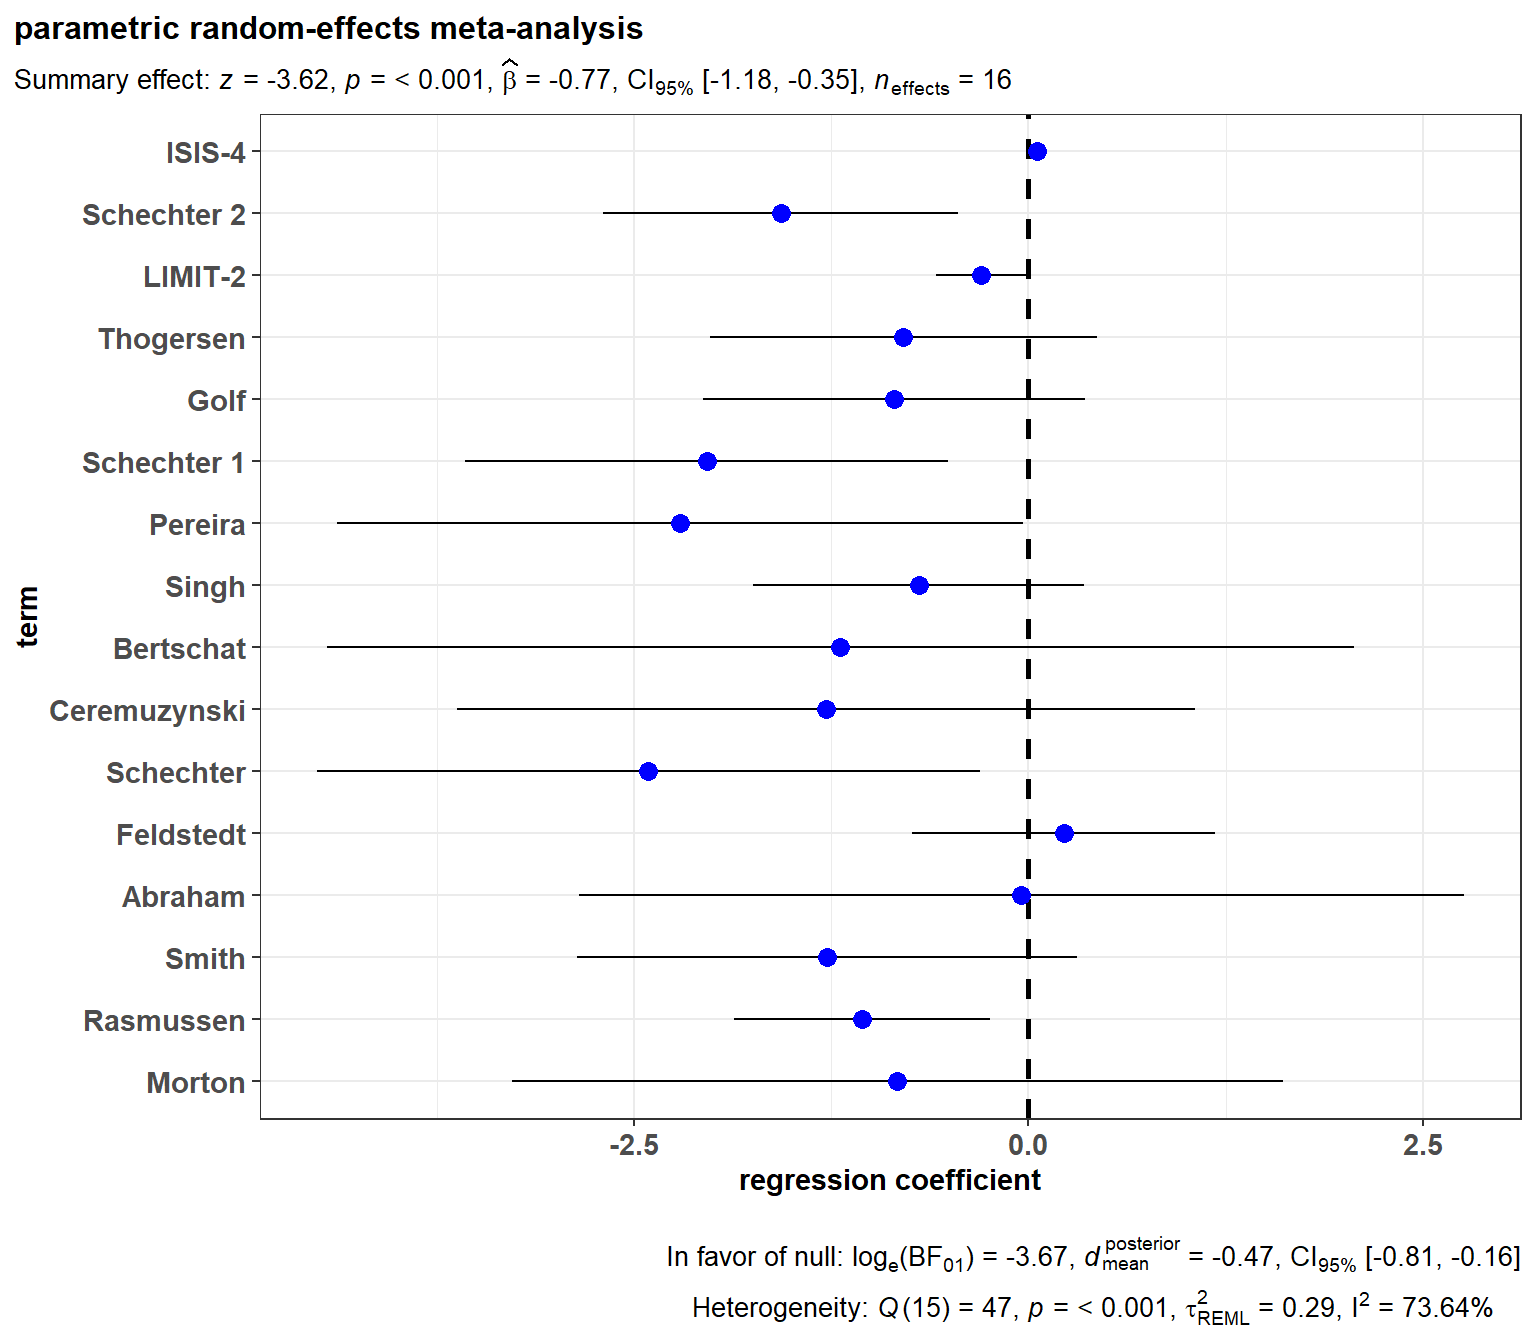 parametric random-effects meta-analysis
Summary effect: z = -3.62, p = < 0.001, β̂ = -0.77, CI95% [-1.18, -0.35], neffects = 16
ISIS-4
Schechter 2
LIMIT-2
Thogersen
Golf
Schechter 1
Pereira
Singh
Bertschat
Ceremuzynski
Schechter
Feldstedt
Abraham
Smith
Rasmussen
Morton
term
-2.5 0.0 2.5
regression coefficient
In favor of null: loge(BF01) = -3.67, d posterior mean = -0.47, CI95% [-0.81, -0.16]
Heterogeneity: Q(15) = 47, p = < 0.001, τ²REML = 0.29, I² = 73.64%